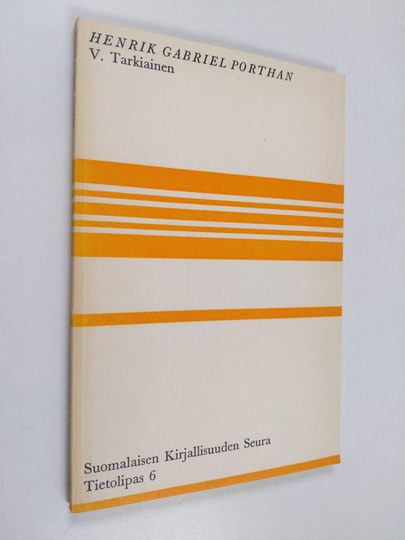 HENRIK GABRIEL PORTHAN
V. Tarkiainen
Suomalaisen Kirjallisuuden Seura
Tietolipas 6